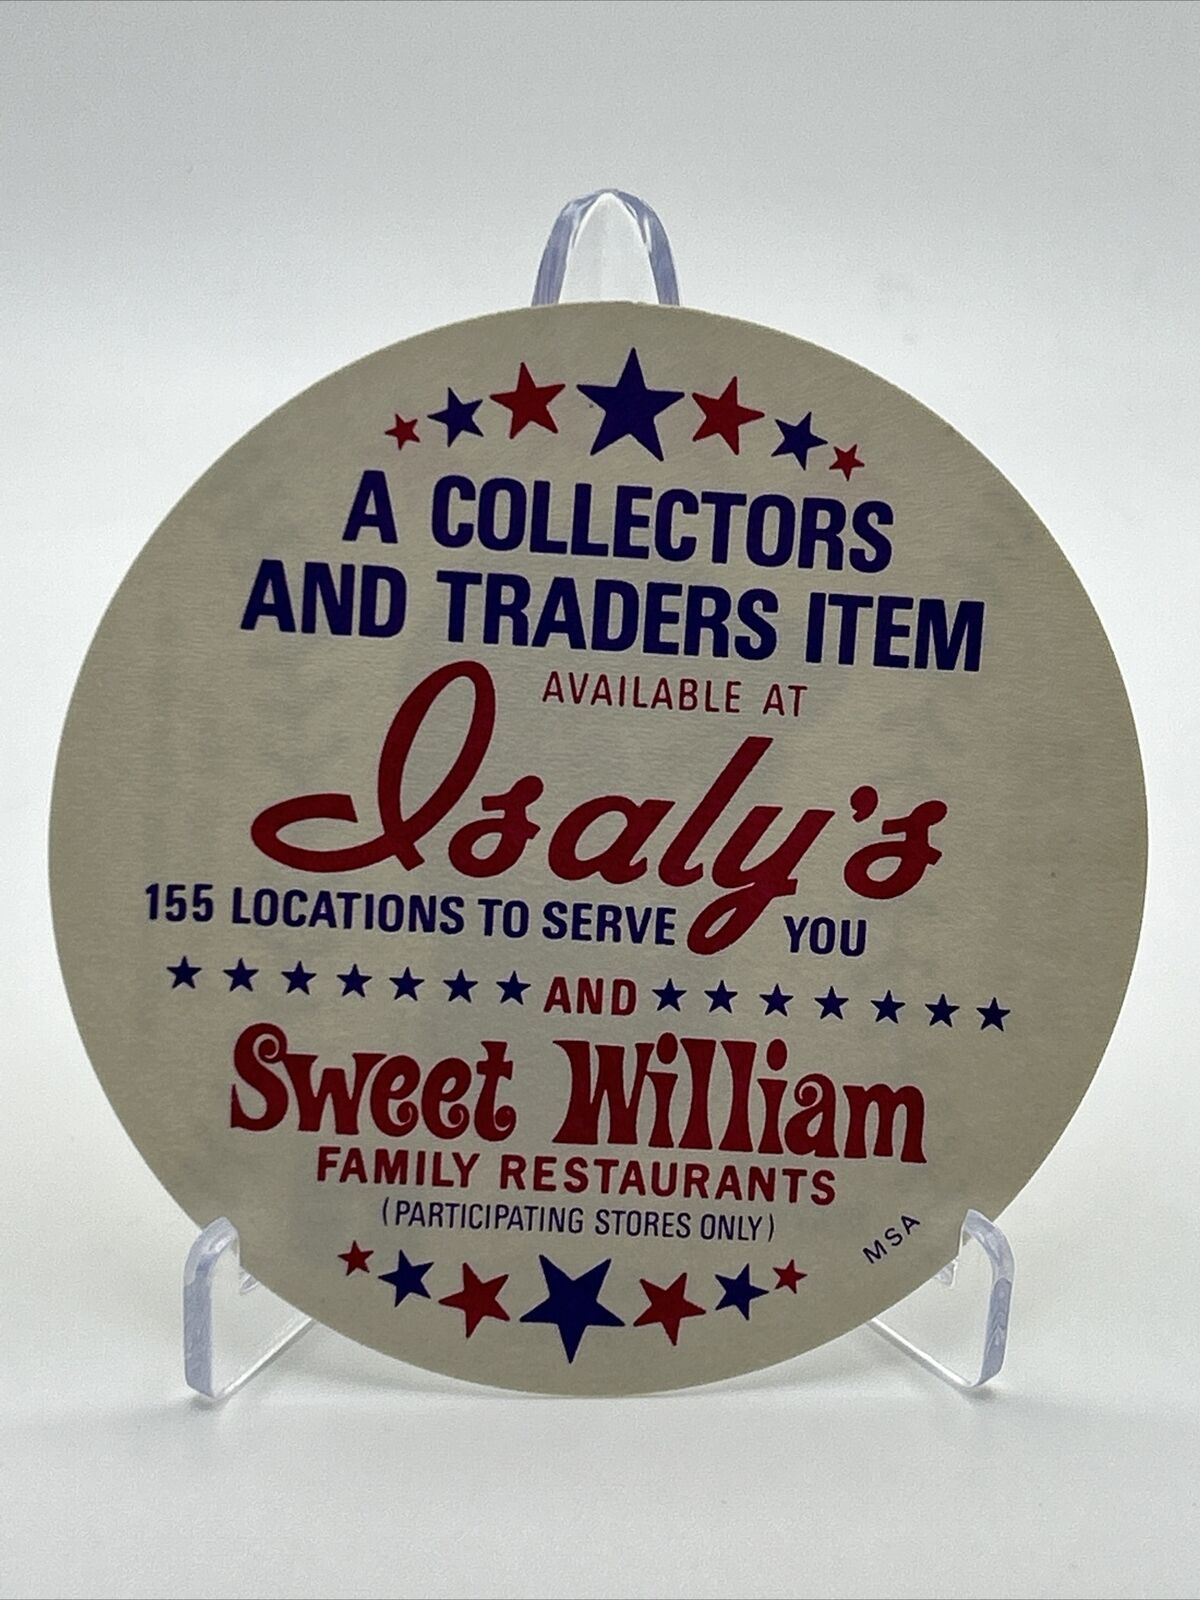 A COLLECTORS
AND TRADERS ITEM
AVAILABLE AT
Isaly's
155 LOCATIONS TO SERVE YOU
AND
Sweet William
FAMILY RESTAURANTS
(PARTICIPATING STORES ONLY)
MSA